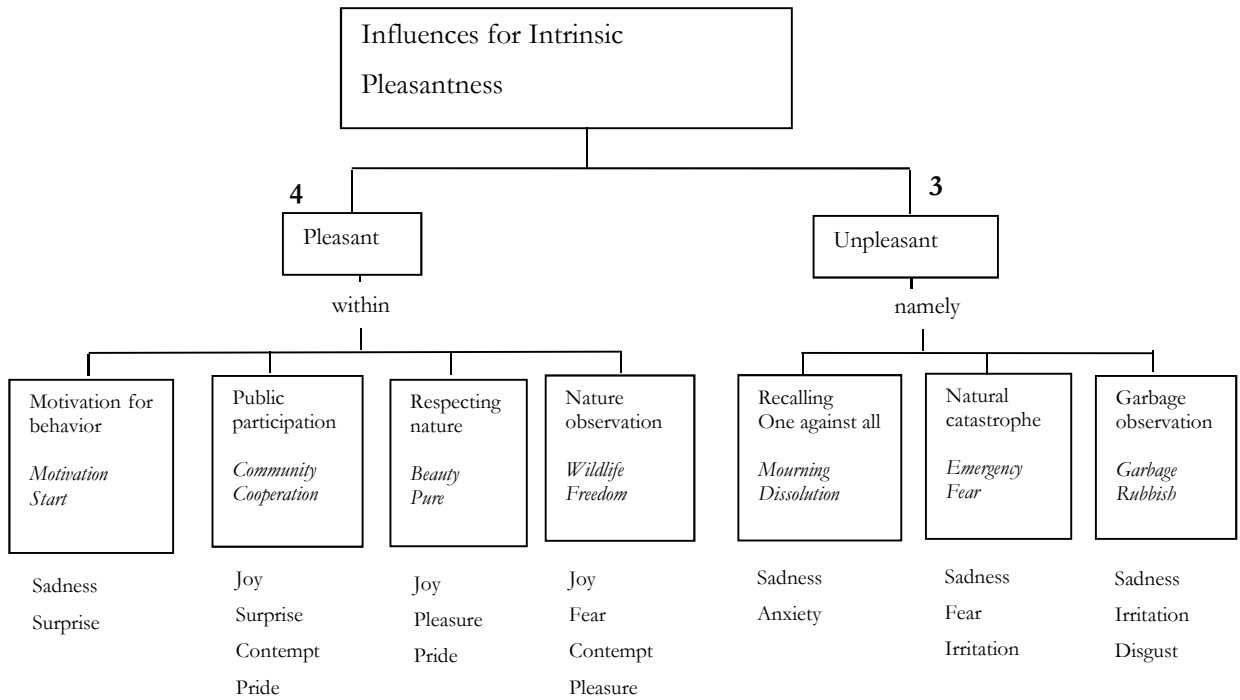 Influences for Intrinsic
Pleasantness
4
3
Pleasant
Unpleasant
within
namely
Motivation for
behavior
Motivation
Start
Public
participation
Community
Cooperation
Respecting
nature
Beauty
Pure
Nature
observation
Wildlife
Freedom
Recalling
One against all
Mourning
Dissolution
Natural
catastrophe
Emergency
Fear
Garbage
observation
Garbage
Rubbish
Sadness
Surprise
Joy
Surprise
Contempt
Pride
Joy
Pleasure
Pride
Joy
Fear
Contempt
Pleasure
Sadness
Anxiety
Sadness
Fear
Irritation
Sadness
Irritation
Disgust